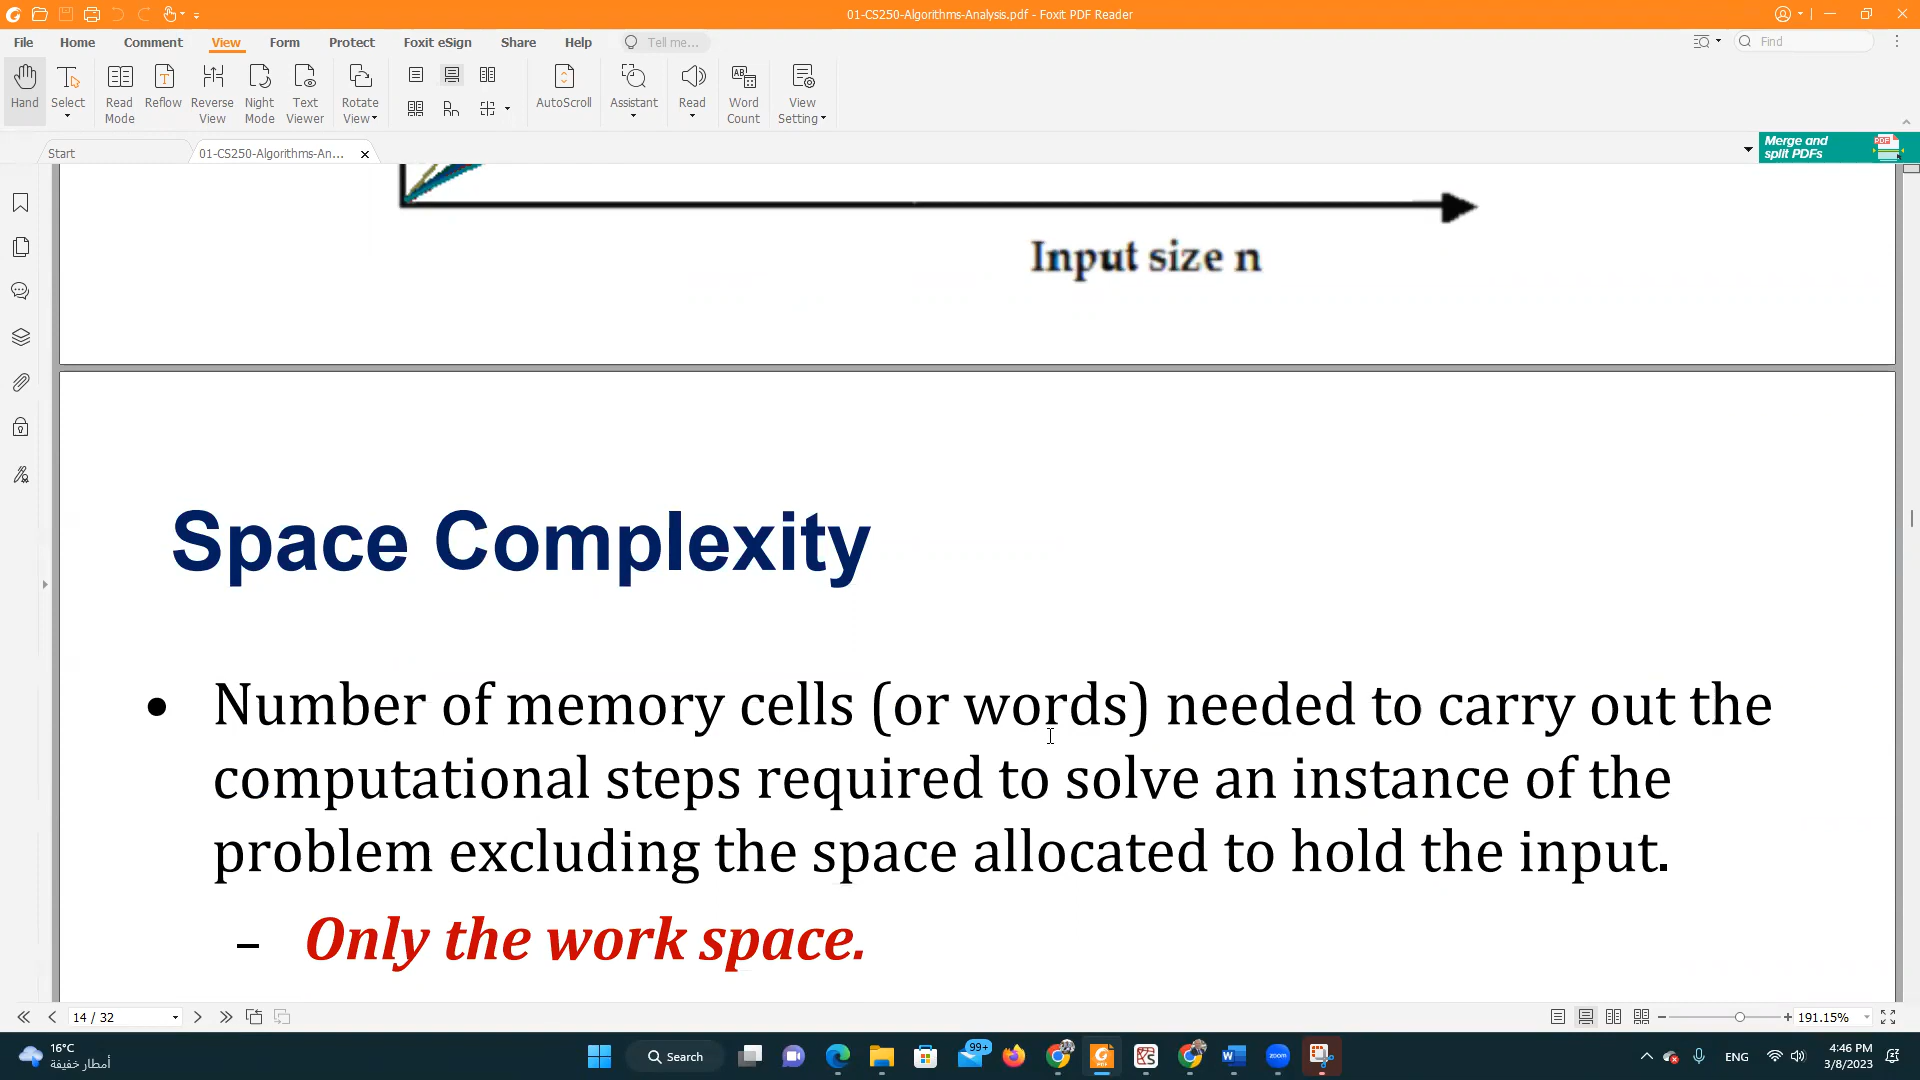 01-CS250-Algorithms-Analysis.pdf - Foxit PDF Reader
File Home Comment View Form Protect Foxit eSign Share Help Tell me... Find
Hand Select Read Mode Reflow Reverse View Night Mode Text Viewer Rotate View AutoScroll Assistant Read Word Count View Setting
Start 01-CS250-Algorithms-An... Merge and split PDFs
Input size n
Space Complexity
• Number of memory cells (or words) needed to carry out the
computational steps required to solve an instance of the
problem excluding the space allocated to hold the input.
– Only the work space.
14 / 32 191.15%
16°C
أمطار خفيفة
Search 99+ zoom ENG
4:46 PM
3/8/2023